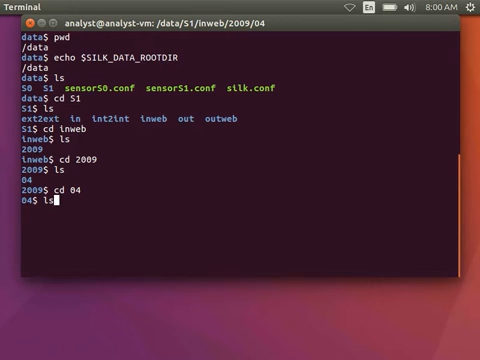 Terminal En 8:00 AM
analyst@analyst-vm: /data/S1/inweb/2009/04
data$ pwd
/data
data$ echo $SILK_DATA_ROOTDIR
/data
data$ ls
S0 S1 sensorS0.conf sensorS1.conf silk.conf
data$ cd S1
S1$ ls
ext2ext in int2int inweb out outweb
S1$ cd inweb
inweb$ ls
2009
inweb$ cd 2009
2009$ ls
04
2009$ cd 04
04$ ls